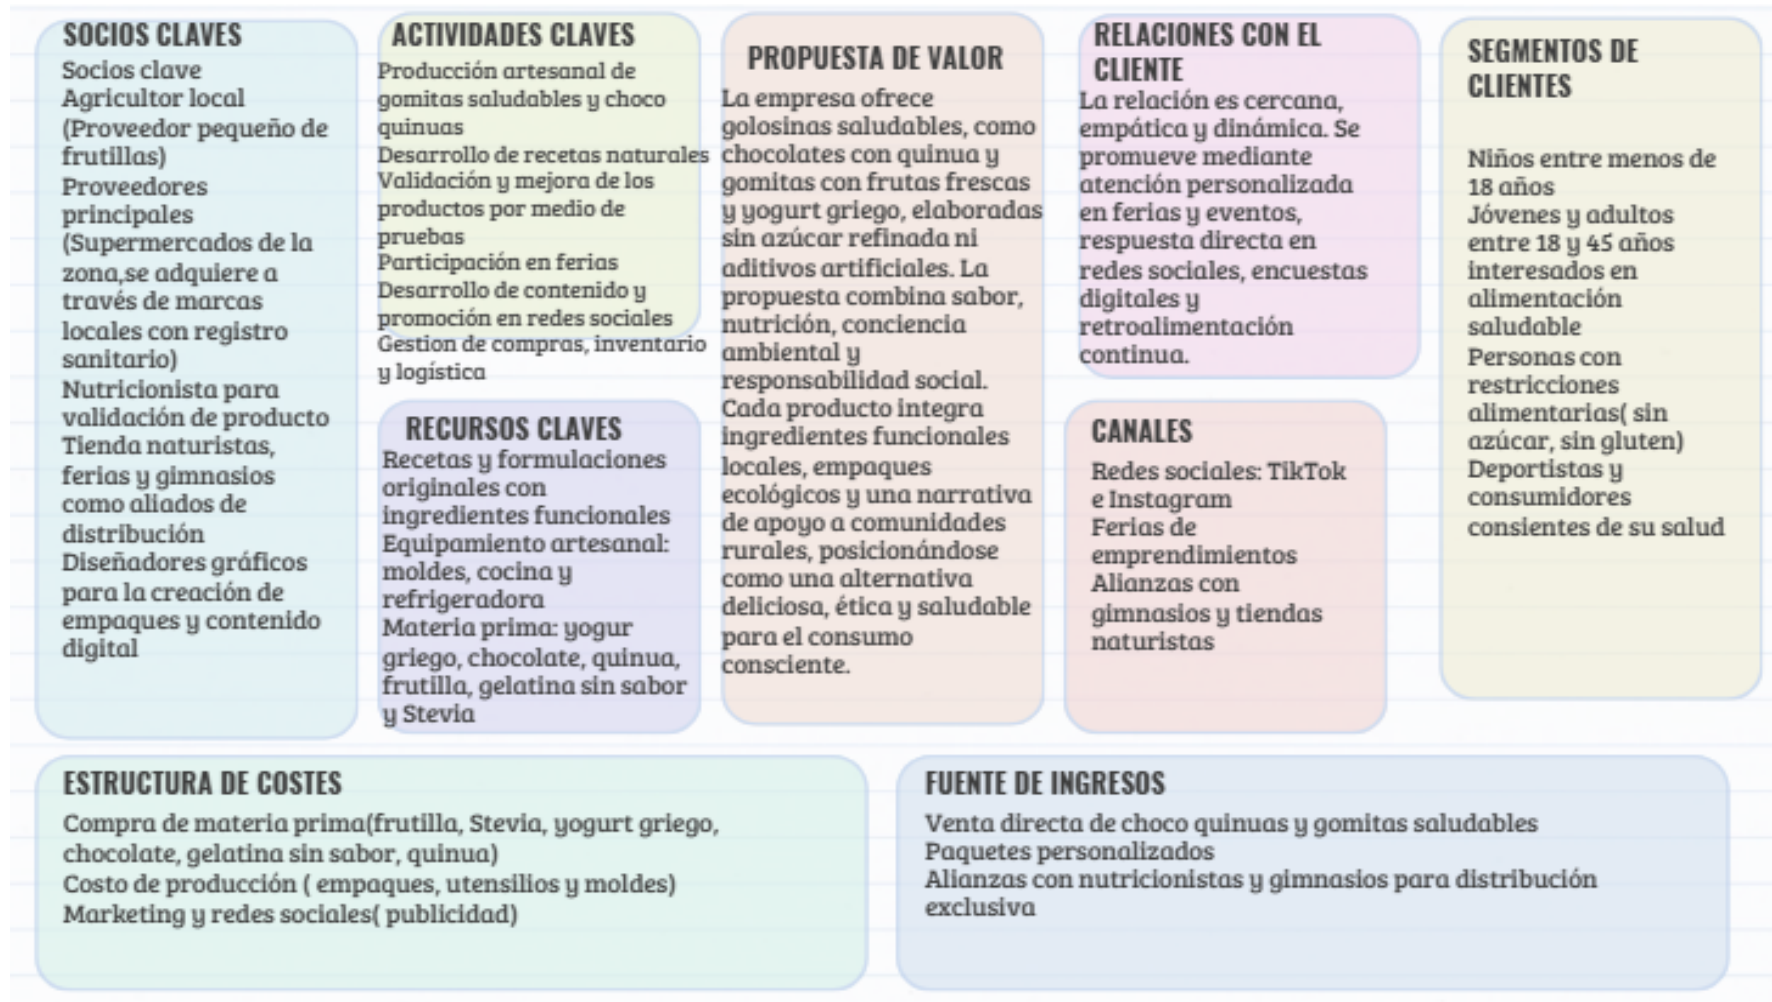 SOCIOS CLAVES
Socios clave
Agricultor local
(Proveedor pequeño de
frutillas)
Proveedores
principales
(Supermercados de la
zona,se adquiere a
través de marcas
locales con registro
sanitario)
Nutricionista para
validación de producto
Tienda naturistas,
ferias y gimnasios
como aliados de
distribución
Diseñadores gráficos
para la creación de
empaques y contenido
digital
ACTIVIDADES CLAVES
Producción artesanal de
gomitas saludables y choco
quinuas
Desarrollo de recetas naturales
Validación y mejora de los
productos por medio de
pruebas
Participación en ferias
Desarrollo de contenido y
promoción en redes sociales
Gestion de compras, inventario
y logística
RECURSOS CLAVES
Recetas y formulaciones
originales con
ingredientes funcionales
Equipamiento artesanal:
moldes, cocina y
refrigeradora
Materia prima: yogur
griego, chocolate, quinua,
frutilla, gelatina sin sabor
y Stevia
PROPUESTA DE VALOR
La empresa ofrece
golosinas saludables, como
chocolates con quinua y
gomitas con frutas frescas
y yogurt griego, elaboradas
sin azúcar refinada ni
aditivos artificiales. La
propuesta combina sabor,
nutrición, conciencia
ambiental y
responsabilidad social.
Cada producto integra
ingredientes funcionales
locales, empaques
ecológicos y una narrativa
de apoyo a comunidades
rurales, posicionándose
como una alternativa
deliciosa, ética y saludable
para el consumo
consciente.
RELACIONES CON EL
CLIENTE
La relación es cercana,
empática y dinámica. Se
promueve mediante
atención personalizada
en ferias y eventos,
respuesta directa en
redes sociales, encuestas
digitales y
retroalimentación
continua.
CANALES
Redes sociales: TikTok
e Instagram
Ferias de
emprendimientos
Alianzas con
gimnasios y tiendas
naturistas
SEGMENTOS DE
CLIENTES
Niños entre menos de
18 años
Jóvenes y adultos
entre 18 y 45 años
interesados en
alimentación
saludable
Personas con
restricciones
alimentarias( sin
azúcar, sin gluten)
Deportistas y
consumidores
consientes de su salud
ESTRUCTURA DE COSTES
Compra de materia prima(frutilla, Stevia, yogurt griego,
chocolate, gelatina sin sabor, quinua)
Costo de producción ( empaques, utensilios y moldes)
Marketing y redes sociales( publicidad)
FUENTE DE INGRESOS
Venta directa de choco quinuas y gomitas saludables
Paquetes personalizados
Alianzas con nutricionistas y gimnasios para distribución
exclusiva